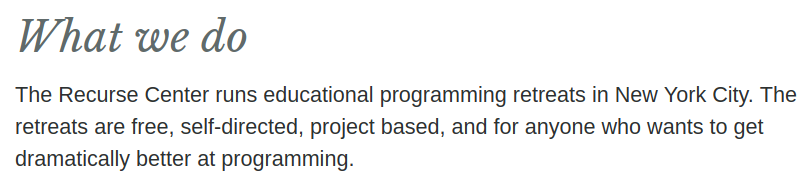 What we do
The Recurse Center runs educational programming retreats in New York City. The
retreats are free, self-directed, project based, and for anyone who wants to get
dramatically better at programming.